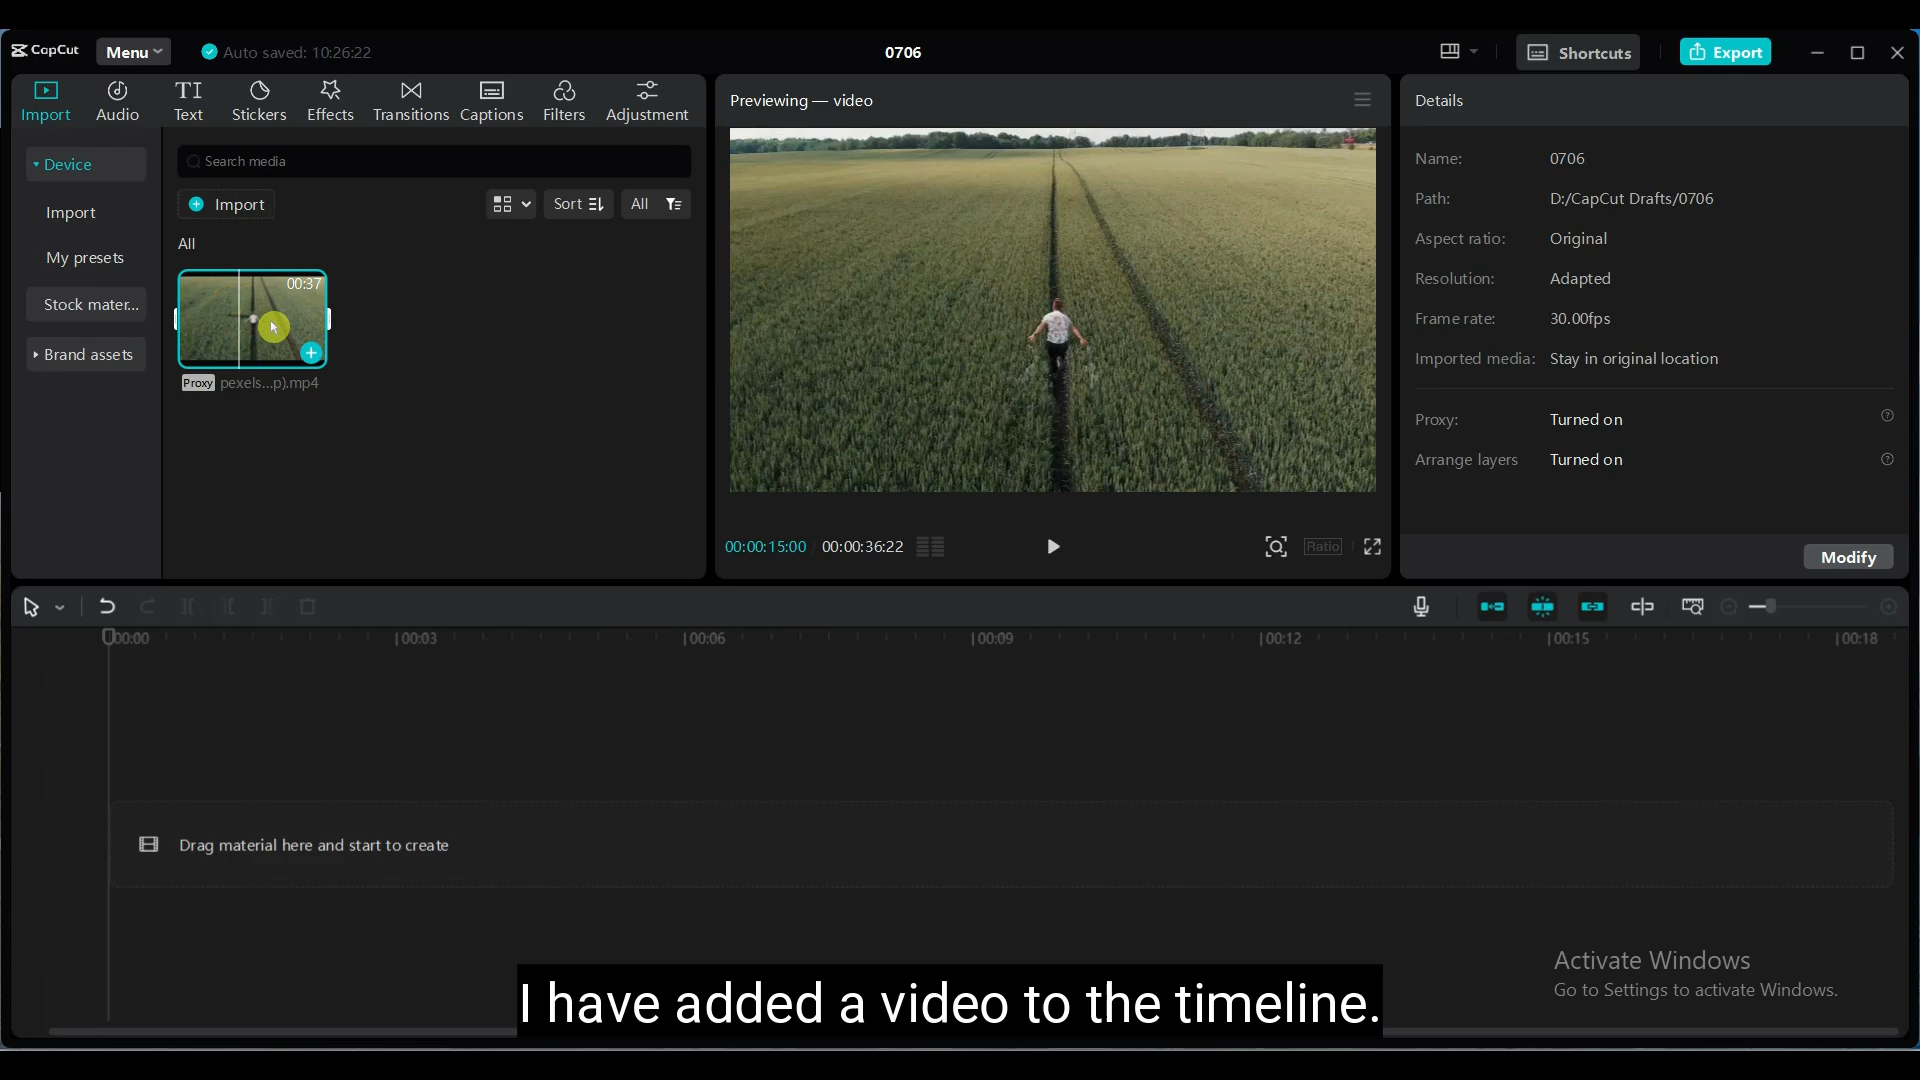 CapCut
Menu
Auto saved: 10:26:22
0706
Shortcuts
Export
Import
Audio
TI
Text
Stickers
Effects
Transitions
Captions
Filters
Adjustment
Device
Import
My presets
Stock mater...
Brand assets
Search media
Import
Sort
All
All
00:37
Proxy pexels...p).mp4
Previewing — video
00:00:15:00 00:00:36:22
Ratio
Details
Name: 0706
Path: D:/CapCut Drafts/0706
Aspect ratio: Original
Resolution: Adapted
Frame rate: 30.00fps
Imported media: Stay in original location
Proxy: Turned on
Arrange layers Turned on
Modify
00:00 00:03 00:06 00:09 00:12 00:15 00:18
Drag material here and start to create
Activate Windows
Go to Settings to activate Windows.
I have added a video to the timeline.